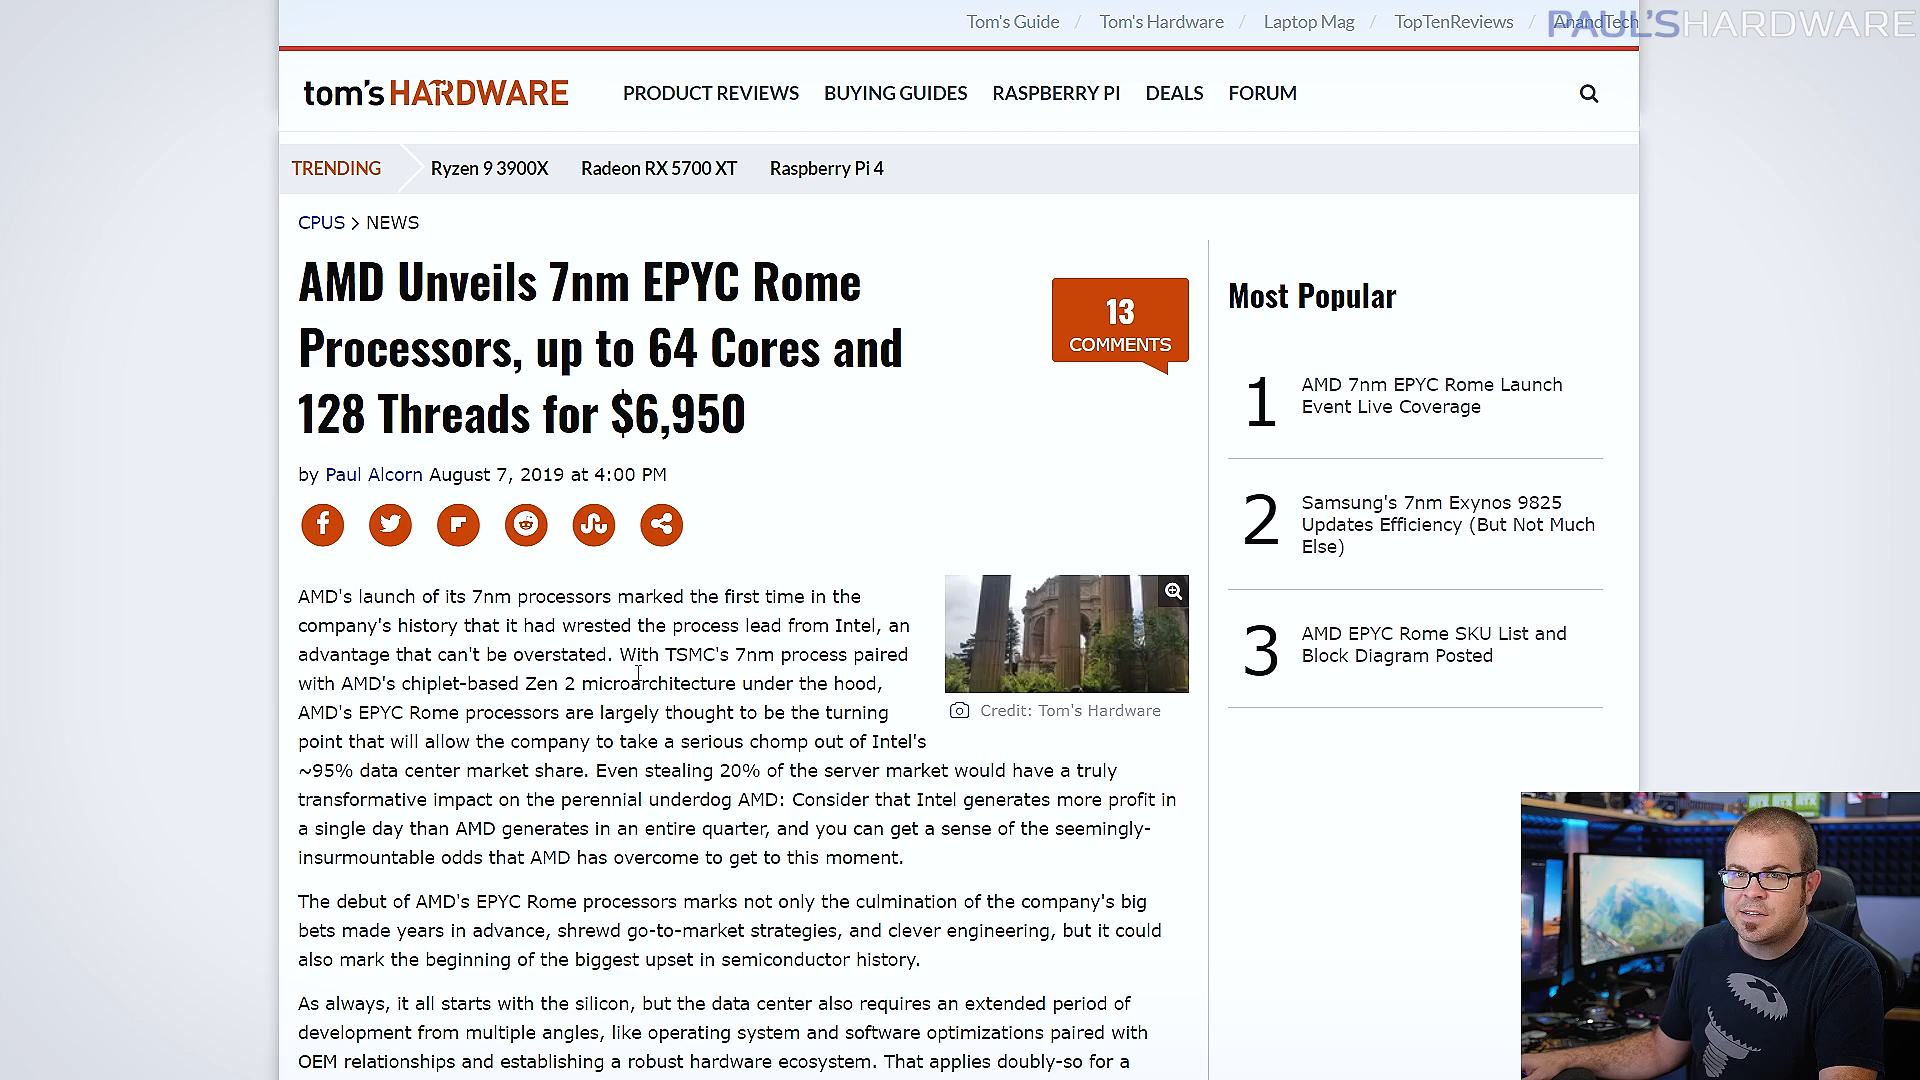 Tom's Guide / Tom's Hardware / Laptop Mag / TopTenReviews / AnandTech
PAUL'SHARDWARE
tom's HARDWARE
PRODUCT REVIEWS BUYING GUIDES RASPBERRY PI DEALS FORUM
TRENDING Ryzen 9 3900X Radeon RX 5700 XT Raspberry Pi 4
CPUS > NEWS
AMD Unveils 7nm EPYC Rome
Processors, up to 64 Cores and
128 Threads for $6,950
13
COMMENTS
by Paul Alcorn August 7, 2019 at 4:00 PM
AMD's launch of its 7nm processors marked the first time in the
company's history that it had wrested the process lead from Intel, an
advantage that can't be overstated. With TSMC's 7nm process paired
with AMD's chiplet-based Zen 2 microarchitecture under the hood,
AMD's EPYC Rome processors are largely thought to be the turning
point that will allow the company to take a serious chomp out of Intel's
~95% data center market share. Even stealing 20% of the server market would have a truly
transformative impact on the perennial underdog AMD: Consider that Intel generates more profit in
a single day than AMD generates in an entire quarter, and you can get a sense of the seemingly-
insurmountable odds that AMD has overcome to get to this moment.
Credit: Tom's Hardware
The debut of AMD's EPYC Rome processors marks not only the culmination of the company's big
bets made years in advance, shrewd go-to-market strategies, and clever engineering, but it could
also mark the beginning of the biggest upset in semiconductor history.
As always, it all starts with the silicon, but the data center also requires an extended period of
development from multiple angles, like operating system and software optimizations paired with
OEM relationships and establishing a robust hardware ecosystem. That applies doubly-so for a
Most Popular
1
AMD 7nm EPYC Rome Launch
Event Live Coverage
2
Samsung's 7nm Exynos 9825
Updates Efficiency (But Not Much
Else)
3
AMD EPYC Rome SKU List and
Block Diagram Posted